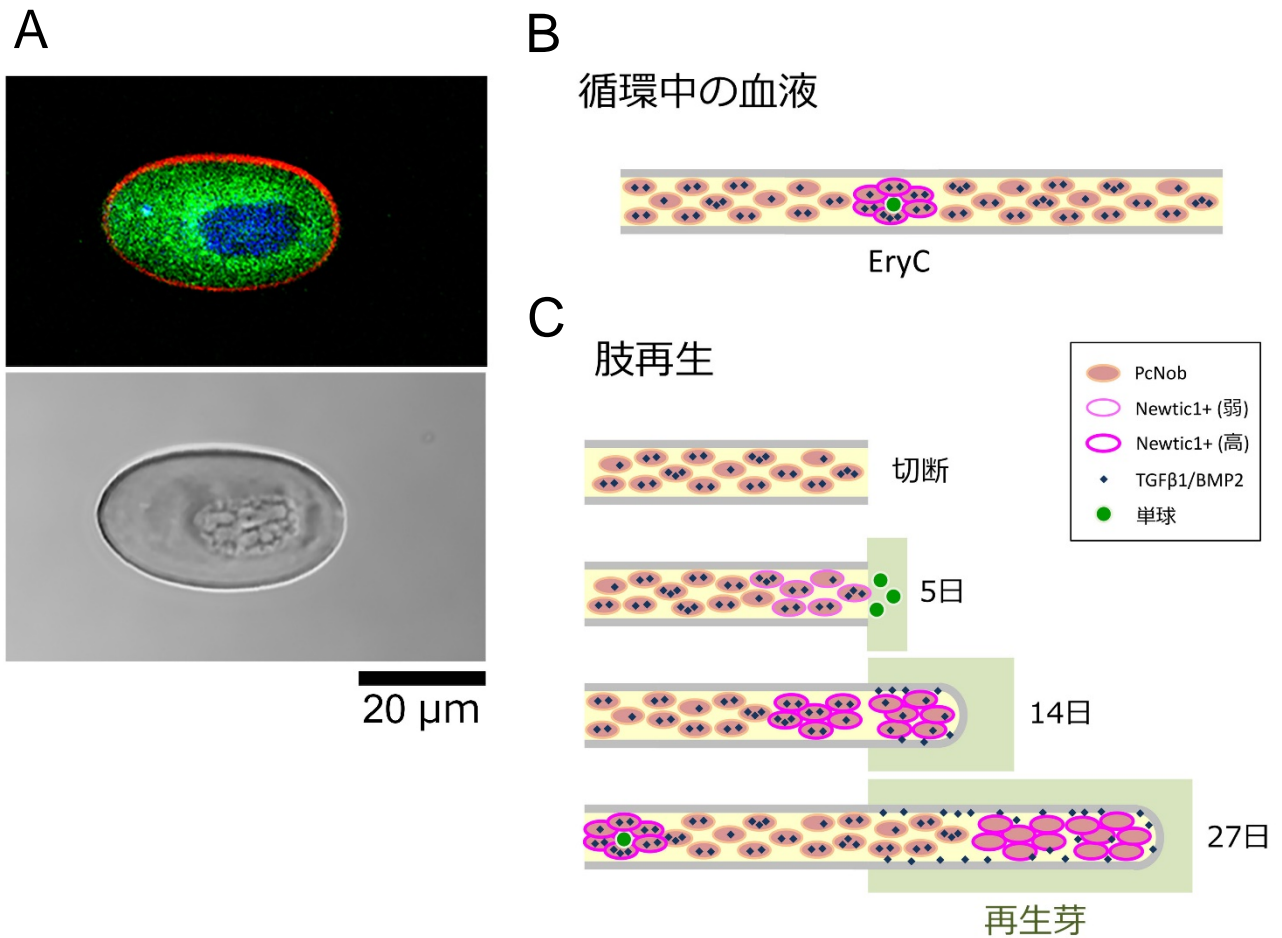 A
20 µm
B
循環中の血液
EryC
C
肢再生
PcNob
Newtic1+ (弱)
Newtic1+ (高)
TGFβ1/BMP2
単球
切断
5日
14日
27日
再生芽